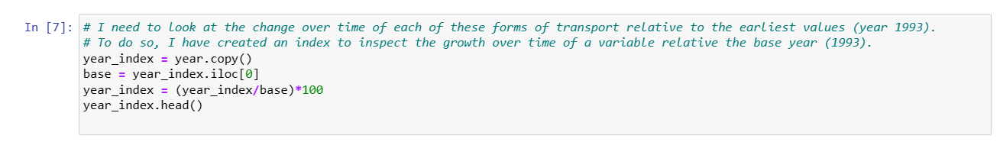 In [7]: # I need to look at the change over time of each of these forms of transport relative to the earliest values (year 1993).
# To do so, I have created an index to inspect the growth over time of a variable relative the base year (1993).
year_index = year.copy()
base = year_index.iloc[0]
year_index = (year_index/base)*100
year_index.head()